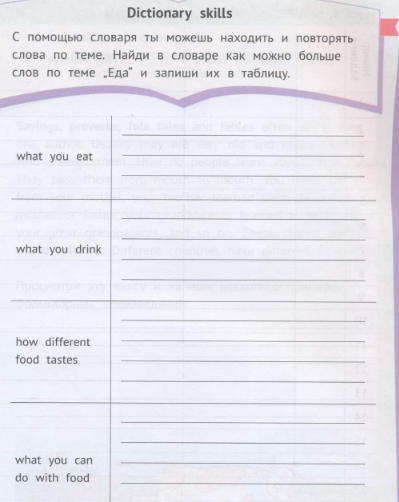 Dictionary skills
С помощью словаря ты можешь находить и повторять
слова по теме. Найди в словаре как можно больше
слов по теме „Еда" и запиши их в таблицу.
what you eat
what you drink
how different
food tastes
what you can
do with food